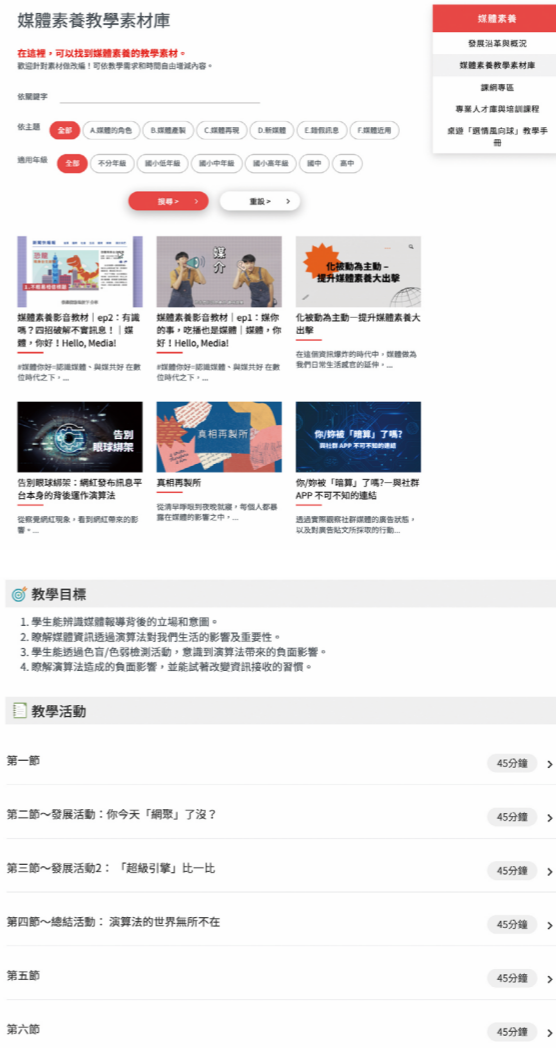 媒體素養教學素材庫
在這裡，可以找到媒體素養的教學素材。
歡迎針對素材做改編！可依教學需求和時間自由增減內容。
依關鍵字
依主題
全部
A.媒體的角色
B.媒體產製
C.媒體再現
D.新媒體
E.錯假訊息
F.媒體近用
適用年級
全部
不分年級
國小低年級
國小中年級
國小高年級
國中
高中
搜尋 >
重設 >
媒體素養
發展沿革與概況
媒體素養教學素材庫
課綱專區
專業人才庫與培訓課程
桌遊「選情風向球」教學手
冊
媒介
化被動為主動 –
提升媒體素養大出擊
媒體素養影音教材｜ep2：有識
嗎？四招破解不實訊息！｜媒
體，你好！Hello, Media!
#媒體你好=認識媒體、與媒共好 在數
位時代之下，...
媒體素養影音教材｜ep1：媒你
的事，吃播也是媒體｜媒體，你
好！Hello, Media!
#媒體你好=認識媒體、與媒共好 在數
位時代之下，...
化被動為主動—提升媒體素養大
出擊
在這個資訊爆炸的時代中，媒體做為
我們日常生活感官的延伸，...
告別
眼球綁架
真相再製所
你/妳被「暗算」了嗎?
與社群 APP 不可不知的連結
告別眼球綁架：網紅發布訊息平
台本身的背後運作演算法
從察覺網紅現象，看到網紅帶來的影
響。...
真相再製所
從清早睜眼到夜晚就寢，每個人都暴
露在媒體的影響之中，...
你/妳被「暗算」了嗎?—與社群
APP 不可不知的連結
透過實際觀察社群媒體的廣告狀態，
以及對廣告貼文所採取的行動...
教學目標
1. 學生能辨識媒體報導背後的立場和意圖。
2. 瞭解媒體資訊透過演算法對我們生活的影響及重要性。
3. 學生能透過色盲/色弱檢測活動，意識到演算法帶來的負面影響。
4. 瞭解演算法造成的負面影響，並能試著改變資訊接收的習慣。
教學活動
第一節
45分鐘
第二節～發展活動：你今天「網聚」了沒？
45分鐘
第三節～發展活動2：「超級引擎」比一比
45分鐘
第四節～總結活動： 演算法的世界無所不在
45分鐘
第五節
45分鐘
第六節
45分鐘